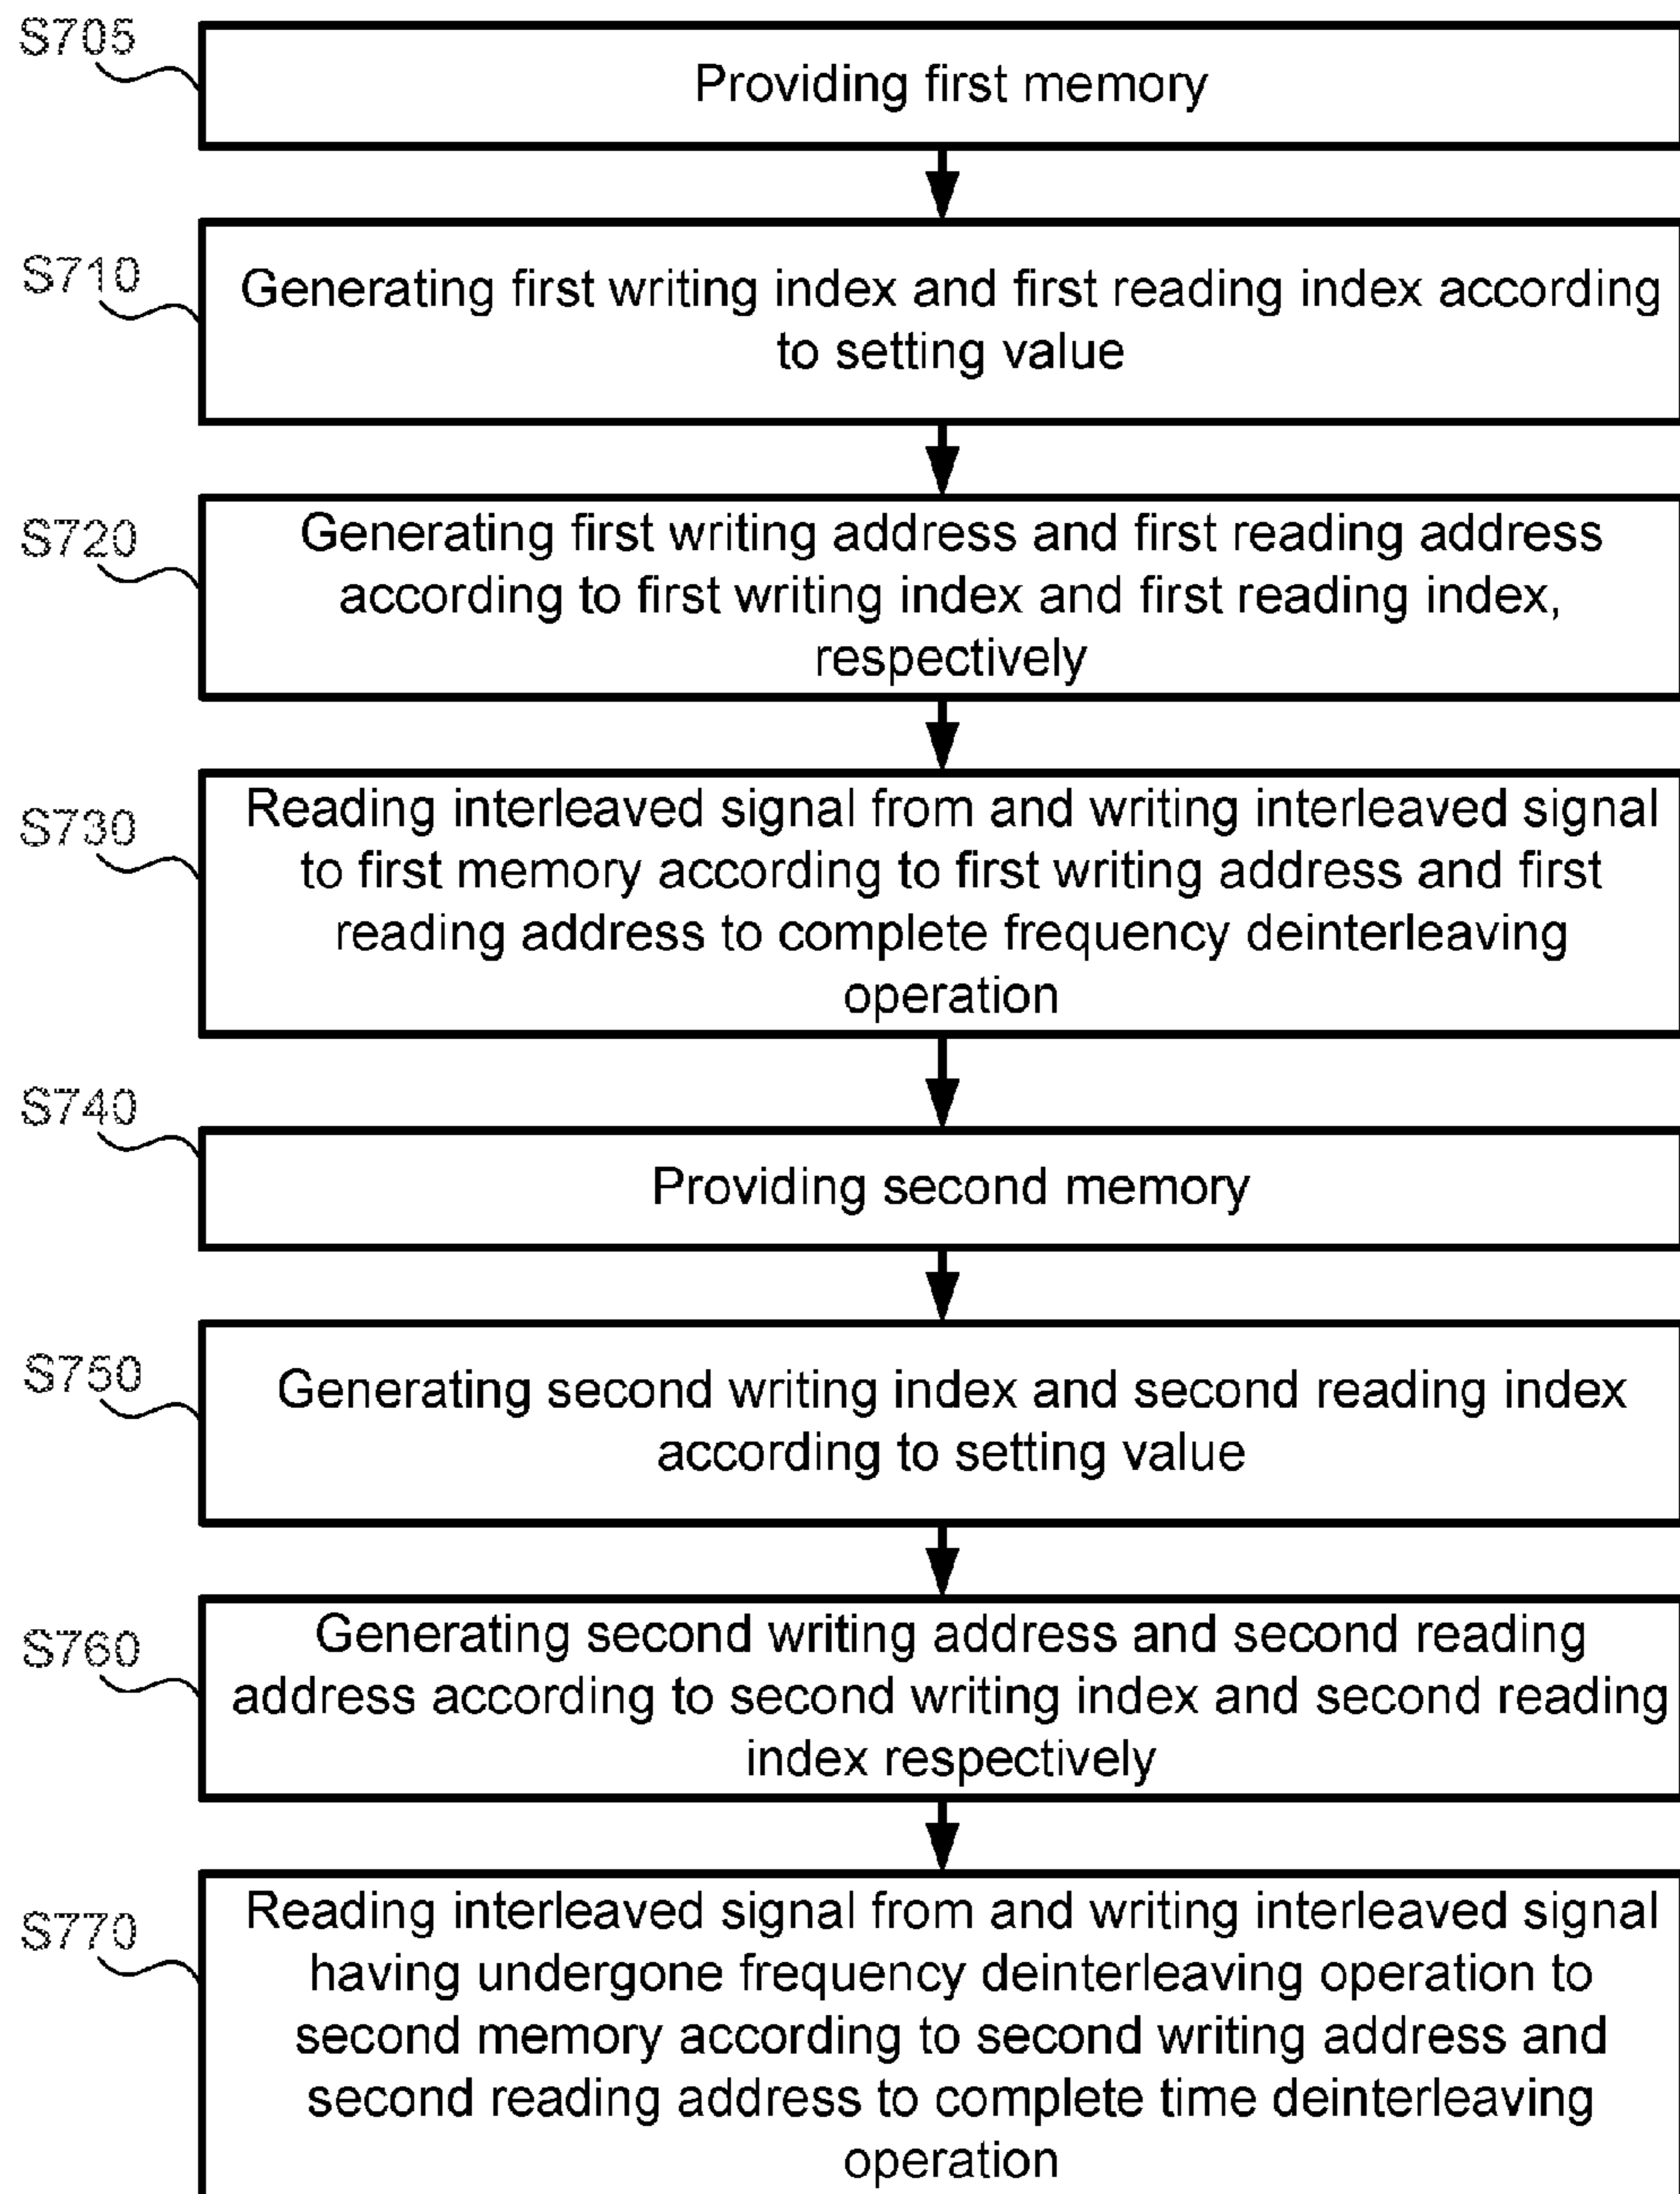 S705
Providing first memory
S710
Generating first writing index and first reading index according
to setting value
S720
Generating first writing address and first reading address
according to first writing index and first reading index,
respectively
S730
Reading interleaved signal from and writing interleaved signal
to first memory according to first writing address and first
reading address to complete frequency deinterleaving
operation
S740
Providing second memory
S750
Generating second writing index and second reading index
according to setting value
S760
Generating second writing address and second reading
address according to second writing index and second reading
index respectively
S770
Reading interleaved signal from and writing interleaved signal
having undergone frequency deinterleaving operation to
second memory according to second writing address and
second reading address to complete time deinterleaving
operation